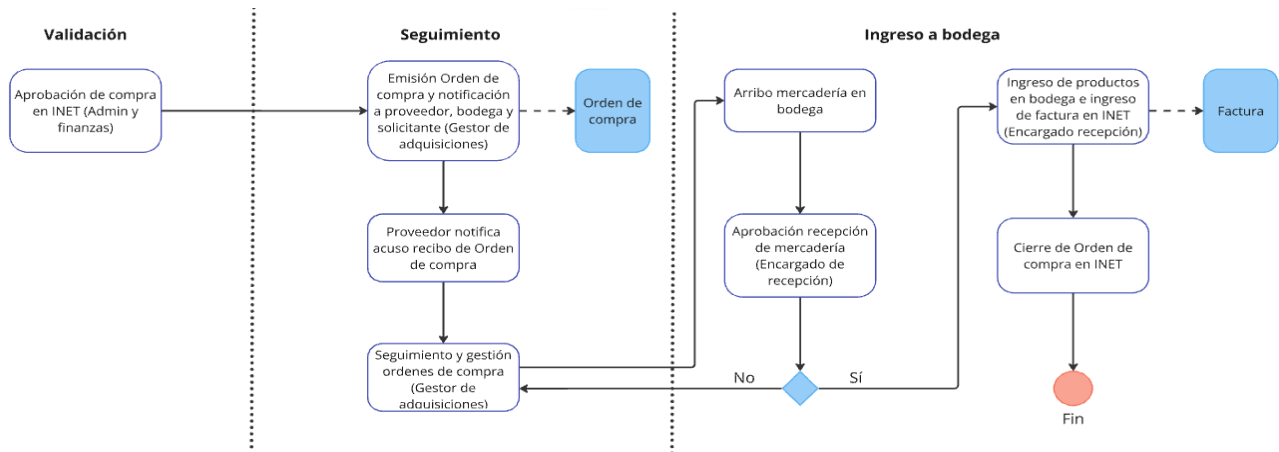 Validación
Seguimiento
Ingreso a bodega
Aprobación de compra
en INET (Admin y
finanzas)
Emisión Orden de
compra y notificación
a proveedor, bodega y
solicitante (Gestor de
adquisiciones)
Orden de
compra
Proveedor notifica
acuso recibo de Orden
de compra
Seguimiento y gestión
ordenes de compra
(Gestor de
adquisiciones)
Arribo mercadería en
bodega
Aprobación recepción
de mercadería
(Encargado de
recepción)
No
Sí
Ingreso de productos
en bodega e ingreso
de factura en INET
(Encargado recepción)
Factura
Cierre de Orden de
compra en INET
Fin